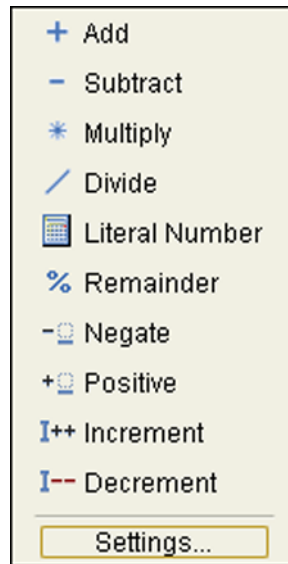 + Add
− Subtract
* Multiply
/ Divide
Literal Number
% Remainder
- Negate
+ Positive
I++ Increment
I-- Decrement
Settings...